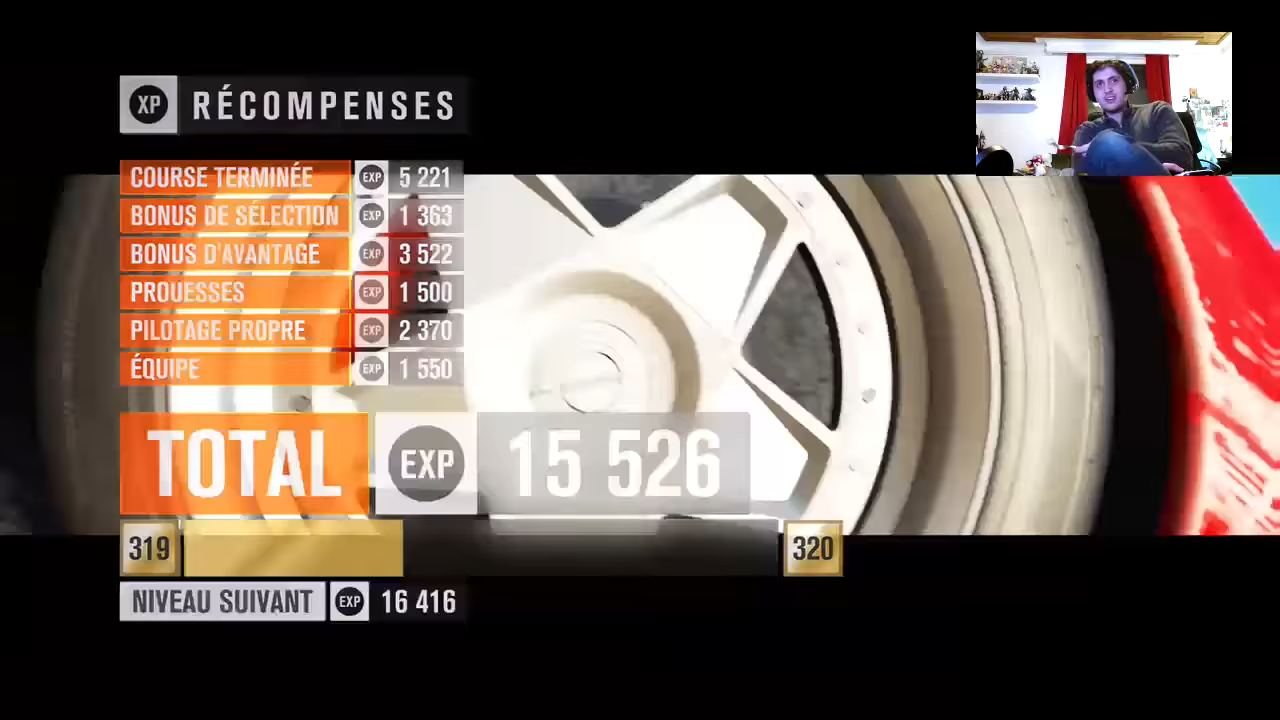 XP RÉCOMPENSES
COURSE TERMINÉE EXP 5 221
BONUS DE SÉLECTION EXP 1 363
BONUS D'AVANTAGE EXP 3 522
PROUESSES EXP 1 500
PILOTAGE PROPRE EXP 2 370
ÉQUIPE EXP 1 550
TOTAL EXP 15 526
319 320
NIVEAU SUIVANT EXP 16 416